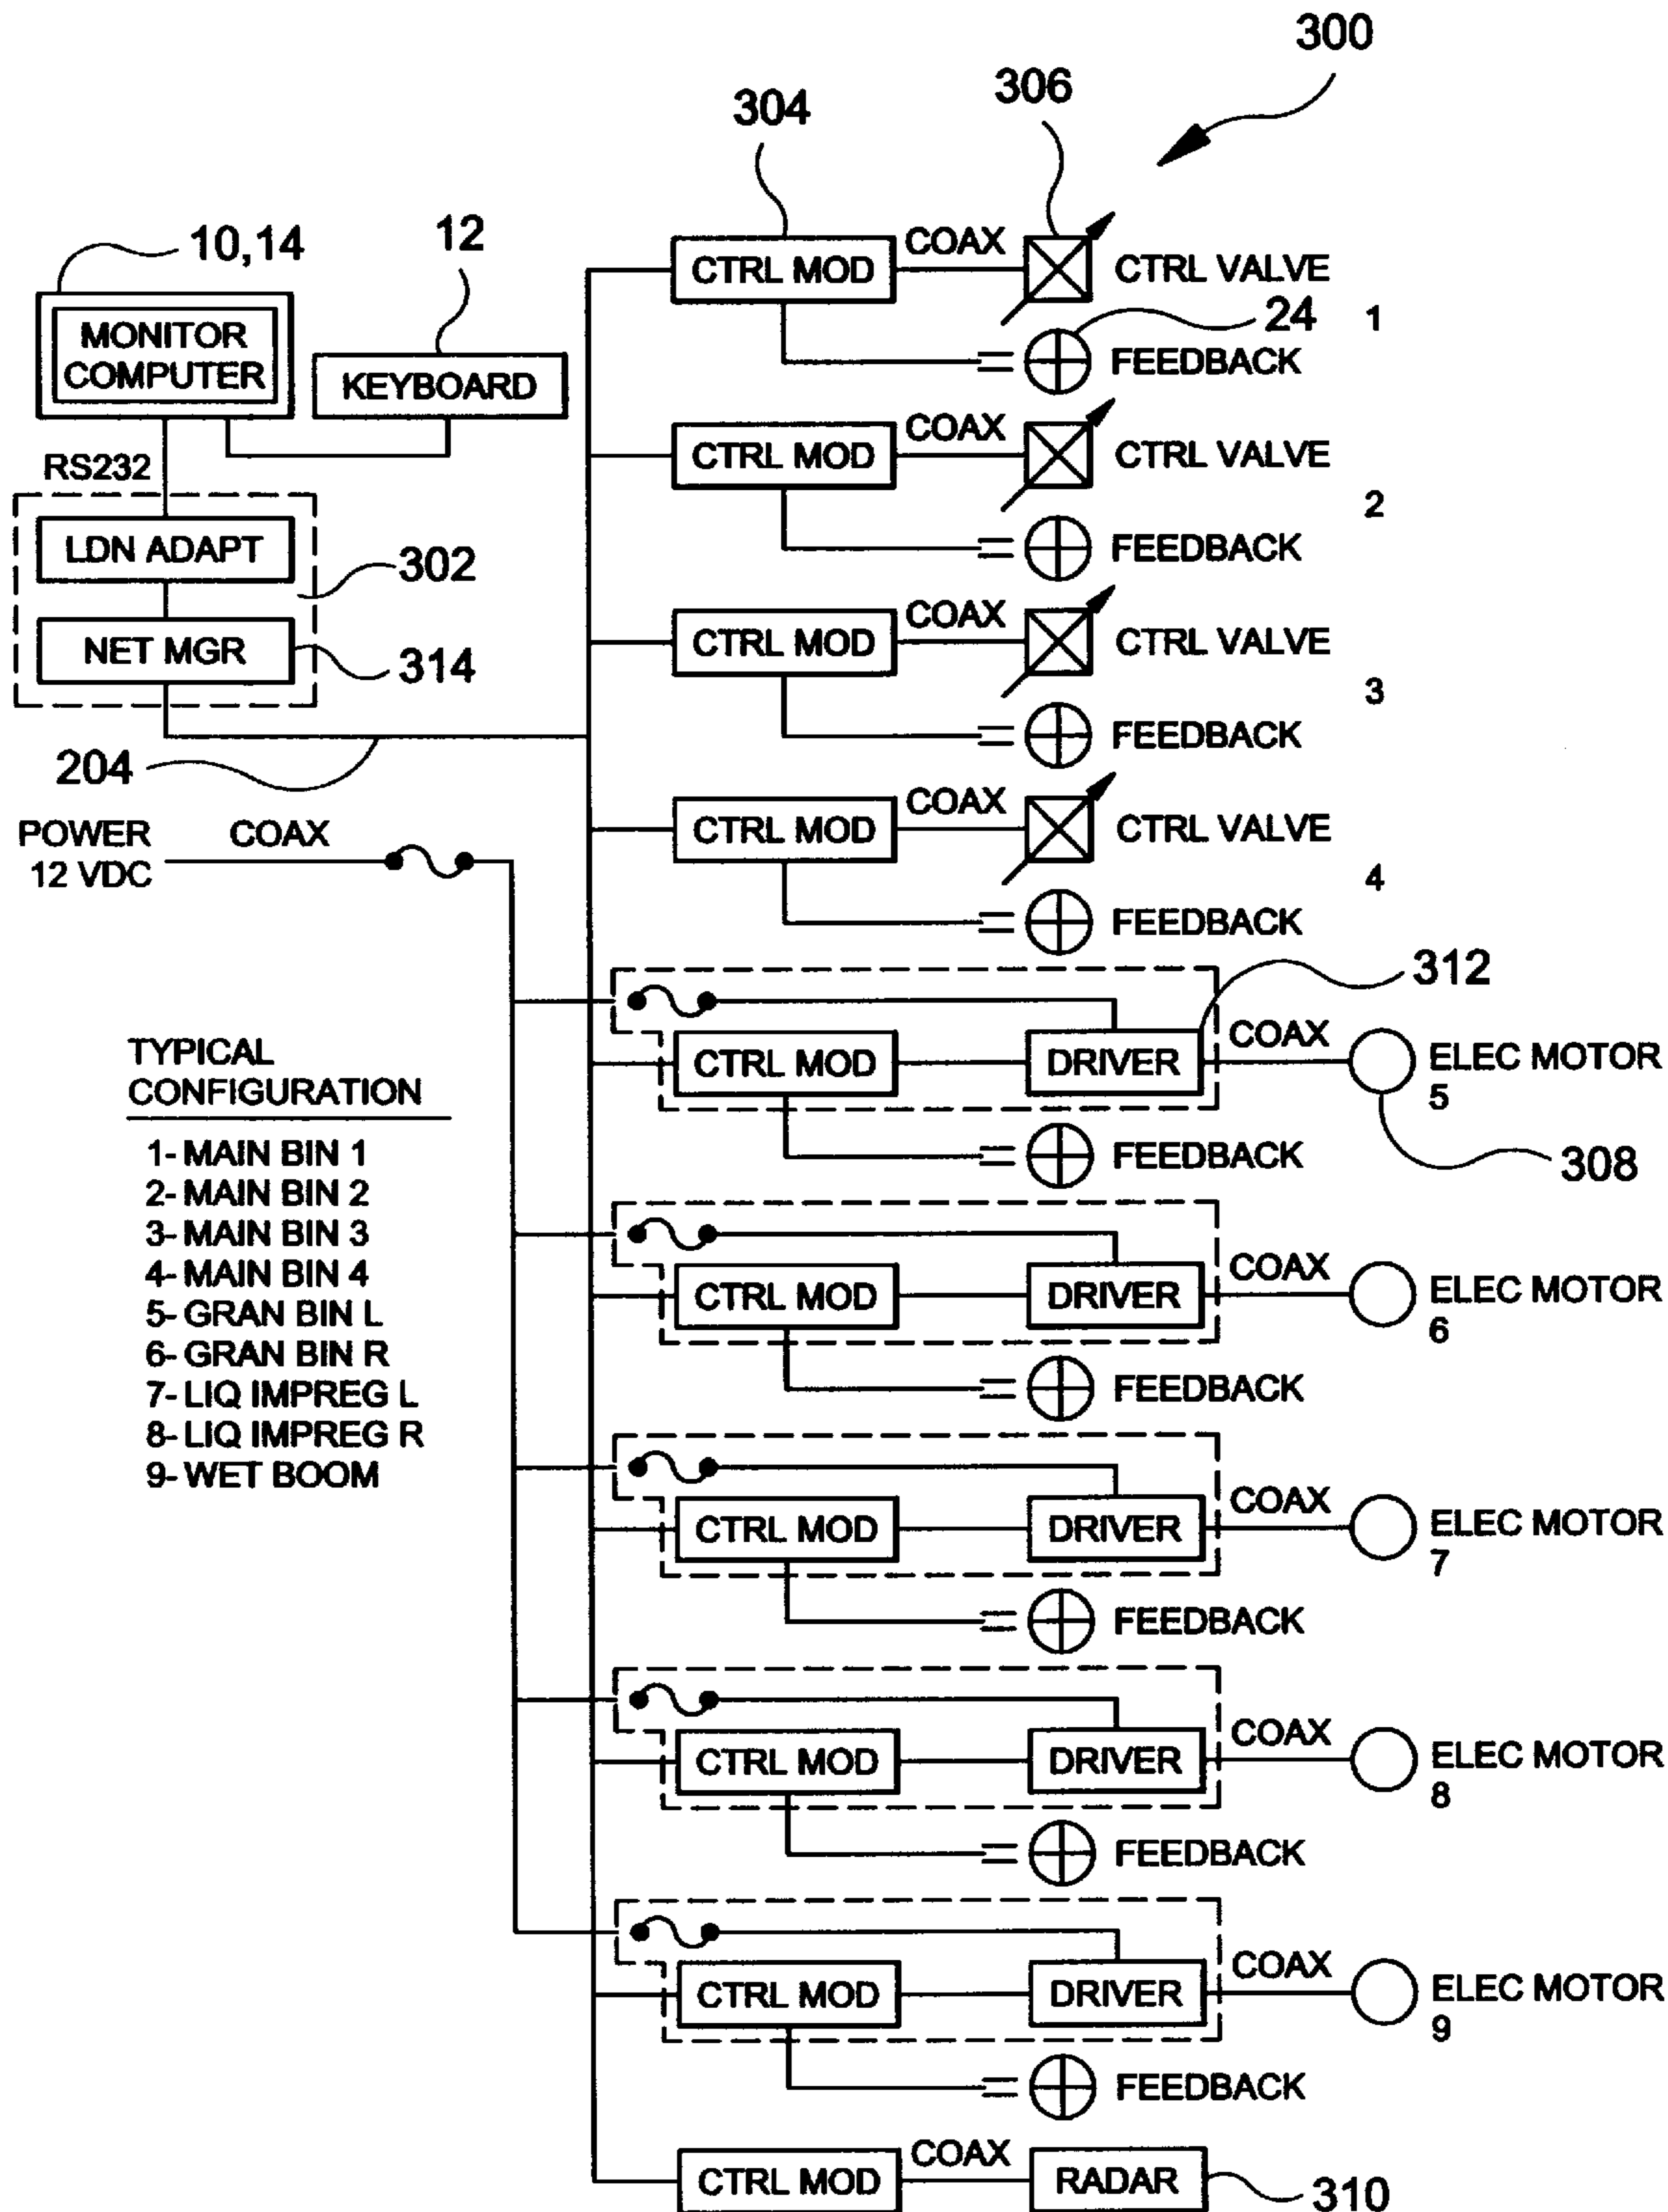 300
306
304
10,14
12
MONITOR
COMPUTER
KEYBOARD
RS232
LDN ADAPT
302
NET MGR
314
204
POWER
12 VDC
COAX
CTRL MOD
COAX
CTRL VALVE
1
24
FEEDBACK
CTRL MOD
COAX
CTRL VALVE
2
FEEDBACK
CTRL MOD
COAX
CTRL VALVE
3
FEEDBACK
CTRL MOD
COAX
CTRL VALVE
4
FEEDBACK
312
CTRL MOD
DRIVER
COAX
ELEC MOTOR
5
308
FEEDBACK
TYPICAL
CONFIGURATION
1- MAIN BIN 1
2- MAIN BIN 2
3- MAIN BIN 3
4- MAIN BIN 4
5- GRAN BIN L
6- GRAN BIN R
7- LIQ IMPREG L
8- LIQ IMPREG R
9- WET BOOM
CTRL MOD
DRIVER
COAX
ELEC MOTOR
6
FEEDBACK
CTRL MOD
DRIVER
COAX
ELEC MOTOR
7
FEEDBACK
CTRL MOD
DRIVER
COAX
ELEC MOTOR
8
FEEDBACK
CTRL MOD
DRIVER
COAX
ELEC MOTOR
9
FEEDBACK
CTRL MOD
COAX
RADAR
310